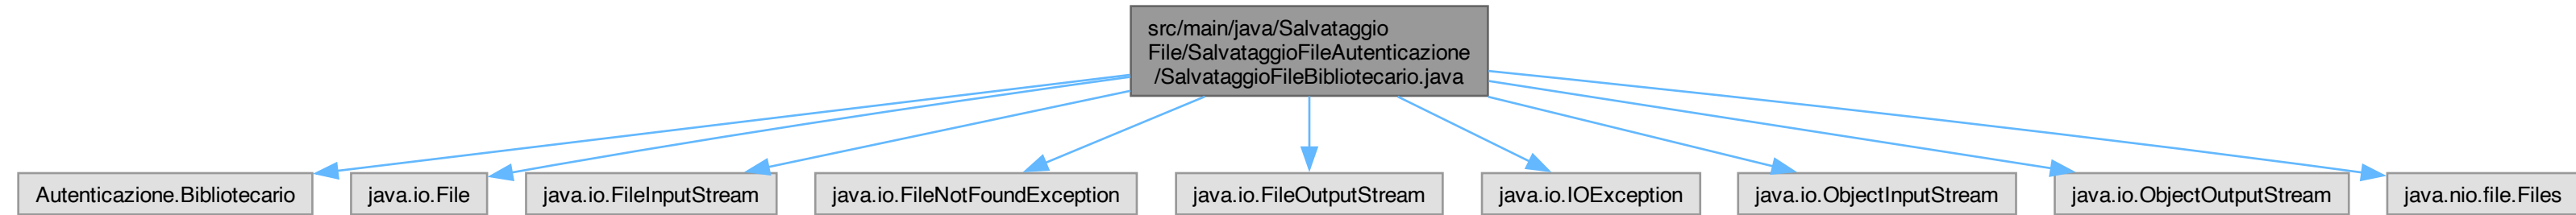 src/main/java/Salvataggio
File/SalvataggioFileAutenticazione
/SalvataggioFileBibliotecario.java
Autenticazione.Bibliotecario
java.io.File
java.io.FileInputStream
java.io.FileNotFoundException
java.io.FileOutputStream
java.io.IOException
java.io.ObjectInputStream
java.io.ObjectOutputStream
java.nio.file.Files